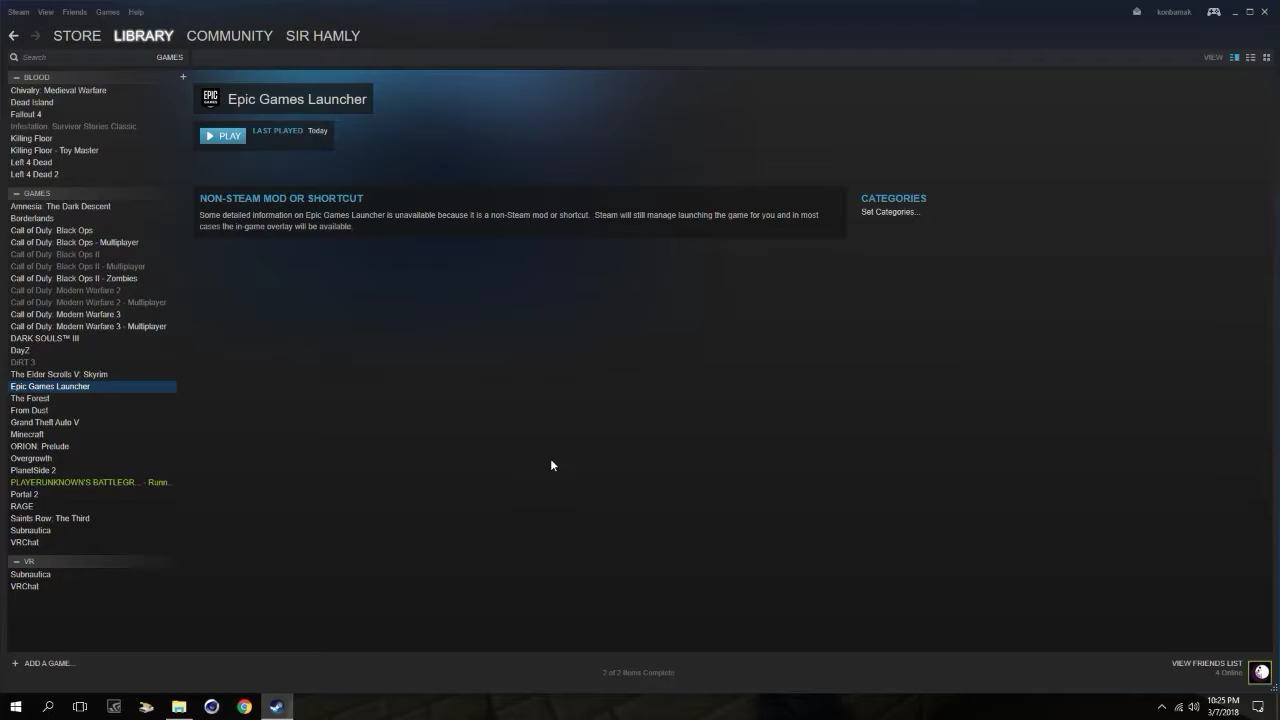 Steam View Friends Games Help
konbumak
STORE LIBRARY COMMUNITY SIR HAMLY
Search GAMES
VIEW
— BLOOD +
Chivalry: Medieval Warfare
Dead Island
Fallout 4
Infestation: Survivor Stories Classic
Killing Floor
Killing Floor - Toy Master
Left 4 Dead
Left 4 Dead 2
— GAMES
Amnesia: The Dark Descent
Borderlands
Call of Duty: Black Ops
Call of Duty: Black Ops - Multiplayer
Call of Duty: Black Ops II
Call of Duty: Black Ops II - Multiplayer
Call of Duty: Black Ops II - Zombies
Call of Duty: Modern Warfare 2
Call of Duty: Modern Warfare 2 - Multiplayer
Call of Duty: Modern Warfare 3
Call of Duty: Modern Warfare 3 - Multiplayer
DARK SOULS™ III
DayZ
DiRT 3
The Elder Scrolls V: Skyrim
Epic Games Launcher
The Forest
From Dust
Grand Theft Auto V
Minecraft
ORION: Prelude
Overgrowth
PlanetSide 2
PLAYERUNKNOWN'S BATTLEGR... - Runn...
Portal 2
RAGE
Saints Row: The Third
Subnautica
VRChat
— VR
Subnautica
VRChat
EPIC
GAMES
Epic Games Launcher
PLAY LAST PLAYED Today
NON-STEAM MOD OR SHORTCUT
Some detailed information on Epic Games Launcher is unavailable because it is a non-Steam mod or shortcut. Steam will still manage launching the game for you and in most
cases the in-game overlay will be available.
CATEGORIES
Set Categories...
+ ADD A GAME...
2 of 2 Items Complete
VIEW FRIENDS LIST
4 Online
10:25 PM
3/7/2018